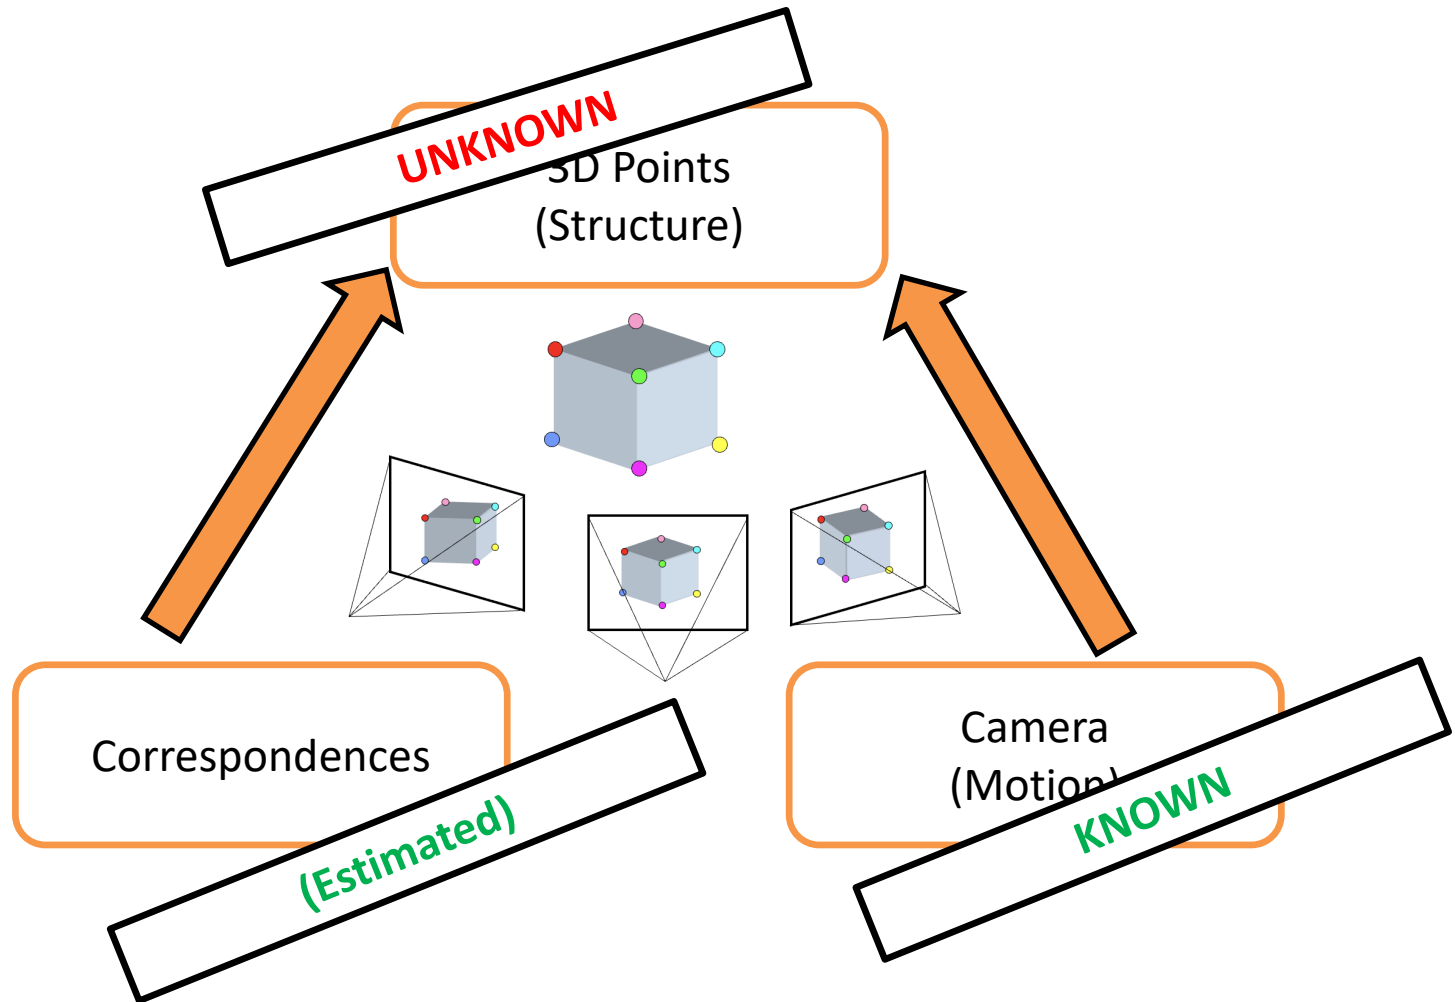 UNKNOWN
3D Points
(Structure)
Correspondences
(Estimated)
Camera
(Motion)
KNOWN